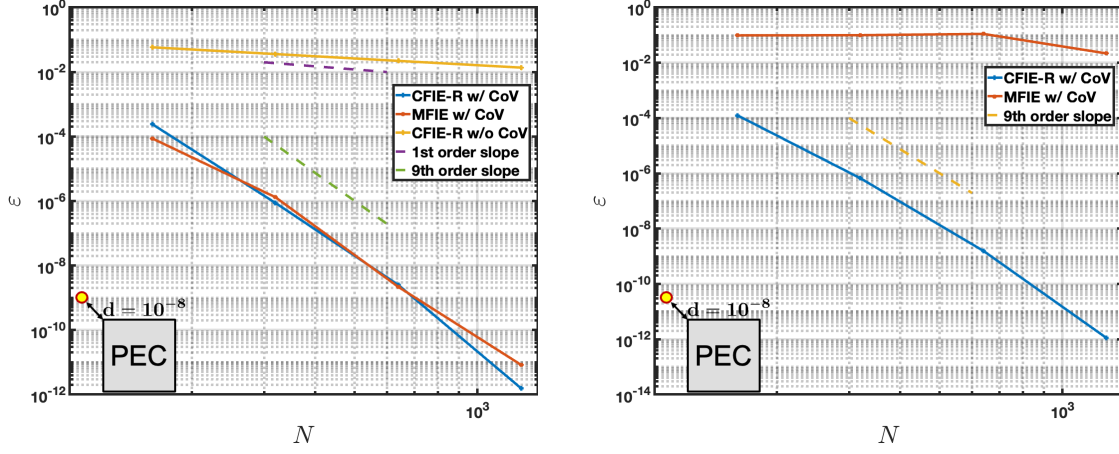 ε
10^0
10^-2
10^-4
10^-6
10^-8
10^-10
10^-12
ε
CFIE-R w/ CoV
MFIE w/ CoV
CFIE-R w/o CoV
1st order slope
9th order slope
d = 10^-8
PEC
10^3
N
ε
10^0
10^-2
10^-4
10^-6
10^-8
10^-10
10^-12
10^-14
ε
CFIE-R w/ CoV
MFIE w/ CoV
9th order slope
d = 10^-8
PEC
10^3
N